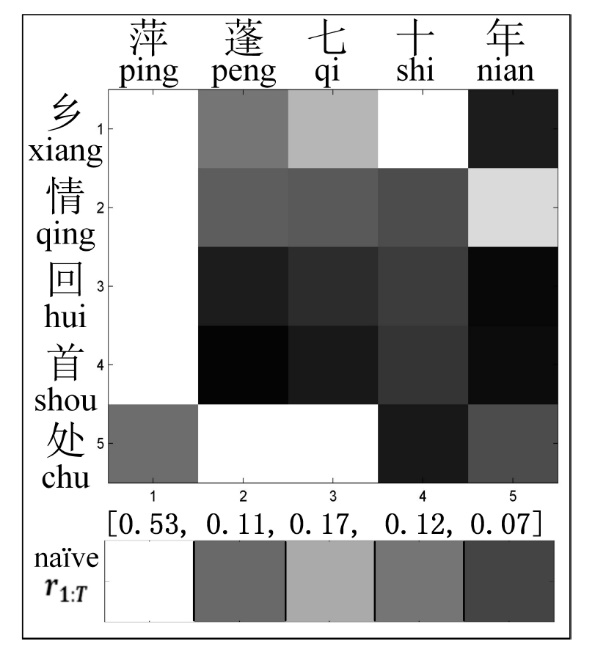 萍 蓬 七 十 年
ping peng qi shi nian
乡 1
xiang
情 2
qing
回 3
hui
首 4
shou
处 5
chu
1 2 3 4 5
[0.53, 0.11, 0.17, 0.12, 0.07]
naïve
r1:T